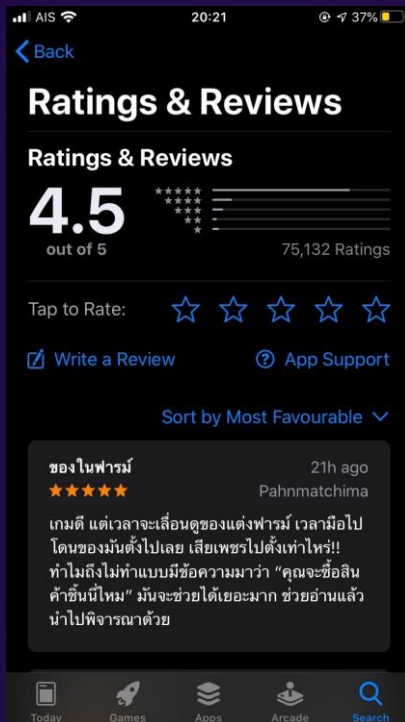 AIS 20:21 37%
Back
Ratings & Reviews
Ratings & Reviews
4.5
out of 5
75,132 Ratings
Tap to Rate:
Write a Review
App Support
Sort by Most Favourable
ของในฟารม์ 21h ago
Pahnmatchima
เกมดี แต่เวลาจะเลื่อนดูของแต่งฟารม์ เวลามือไป
โดนของมันตั้งไปเลย เสียเพชรไปตั้งเท่าไหร่!!
ทำไมถึงไม่ทำแบบมีข้อความมาว่า “คุณจะซื้อสิน
ค้าชิ้นนี้ไหม” มันจะช่วยได้เยอะมาก ช่วยอ่านแล้ว
นำไปพิจารณาด้วย
Today Games Apps Arcade Search